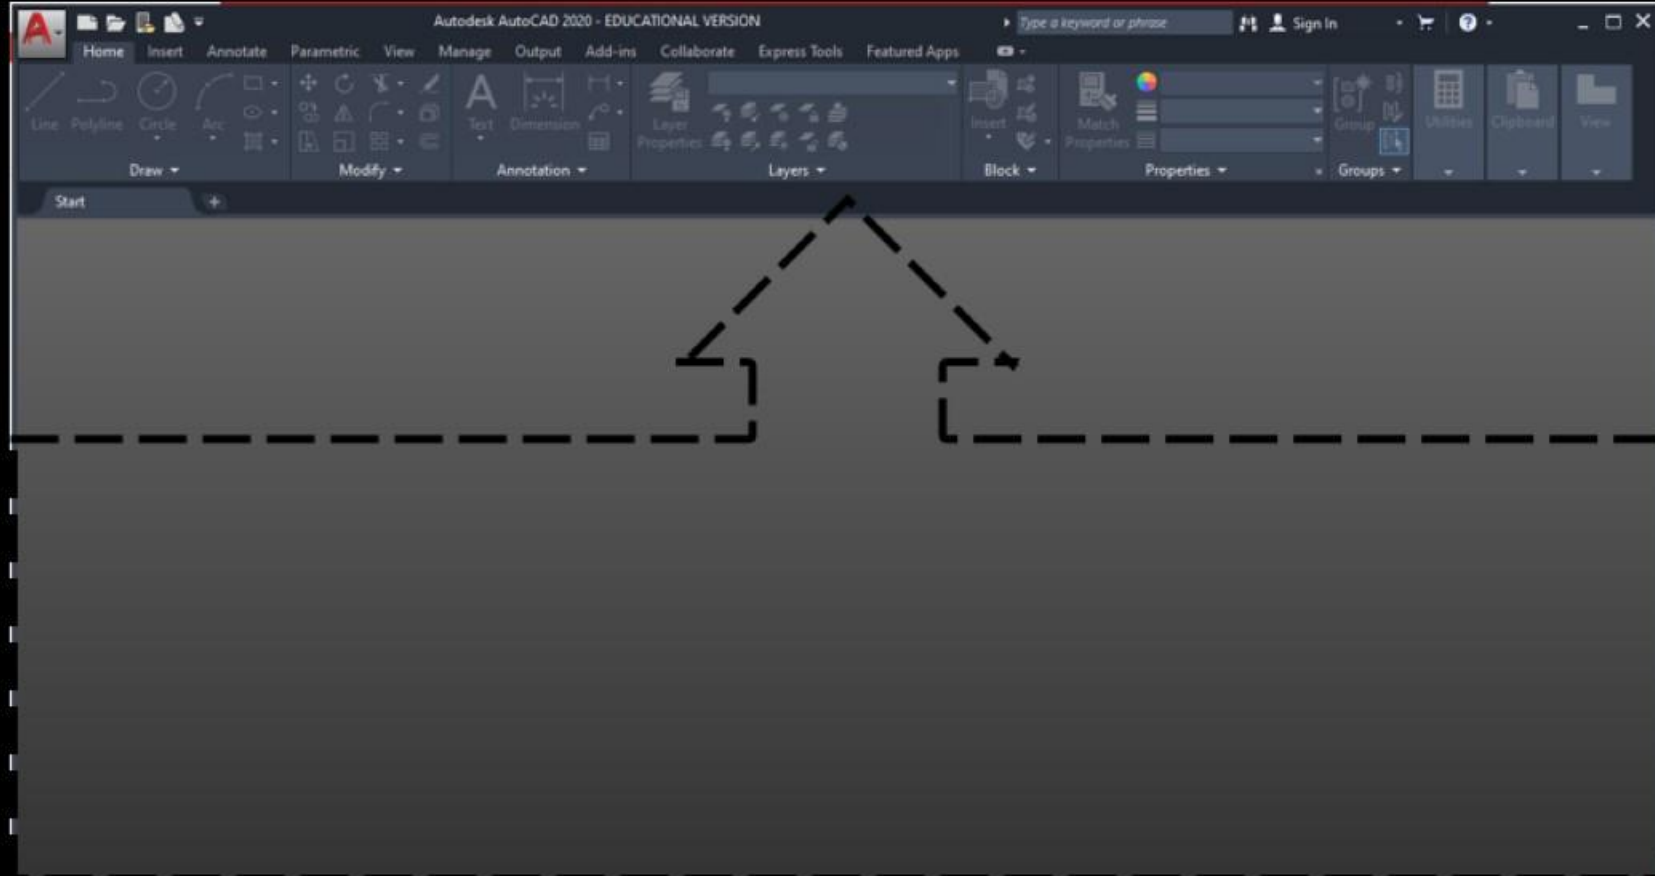 Autodesk AutoCAD 2020 - EDUCATIONAL VERSION Type a keyword or phrase Sign In
Home Insert Annotate Parametric View Manage Output Add-ins Collaborate Express Tools Featured Apps
Line Polyline Circle Arc Text Dimension Layer Properties Insert Match Properties Group Utilities Clipboard View
Draw Modify Annotation Layers Block Properties Groups
Start